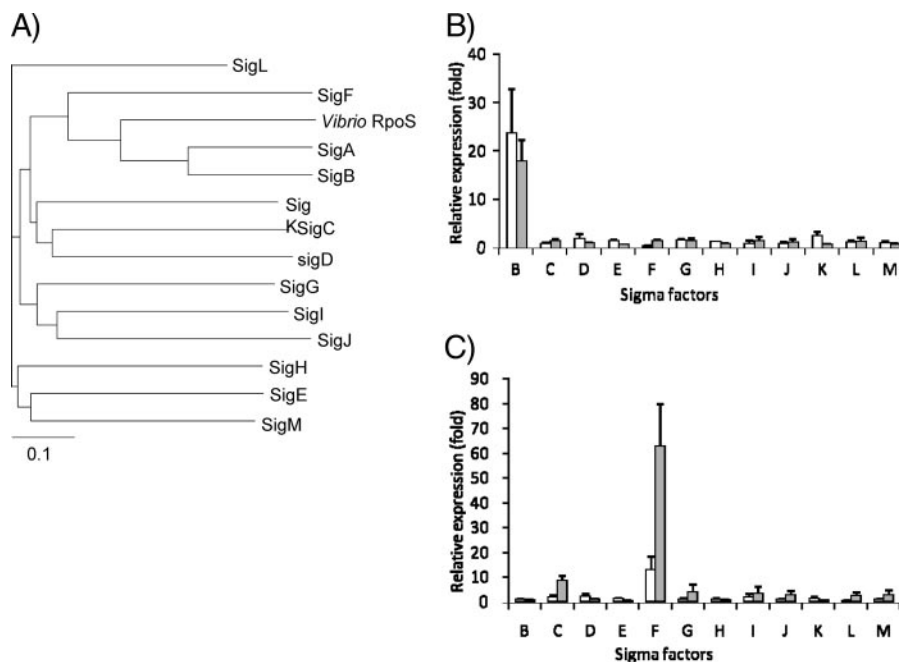 A)
SigL
SigF
Vibrio RpoS
SigA
SigB
Sig
KSigC
sigD
SigG
SigI
SigJ
SigH
SigE
SigM
0.1
B)
Relative expression (fold)
40
30
20
10
0
B C D E F G H I J K L M
Sigma factors
C)
Relative expression (fold)
90
80
70
60
50
40
30
20
10
0
B C D E F G H I J K L M
Sigma factors